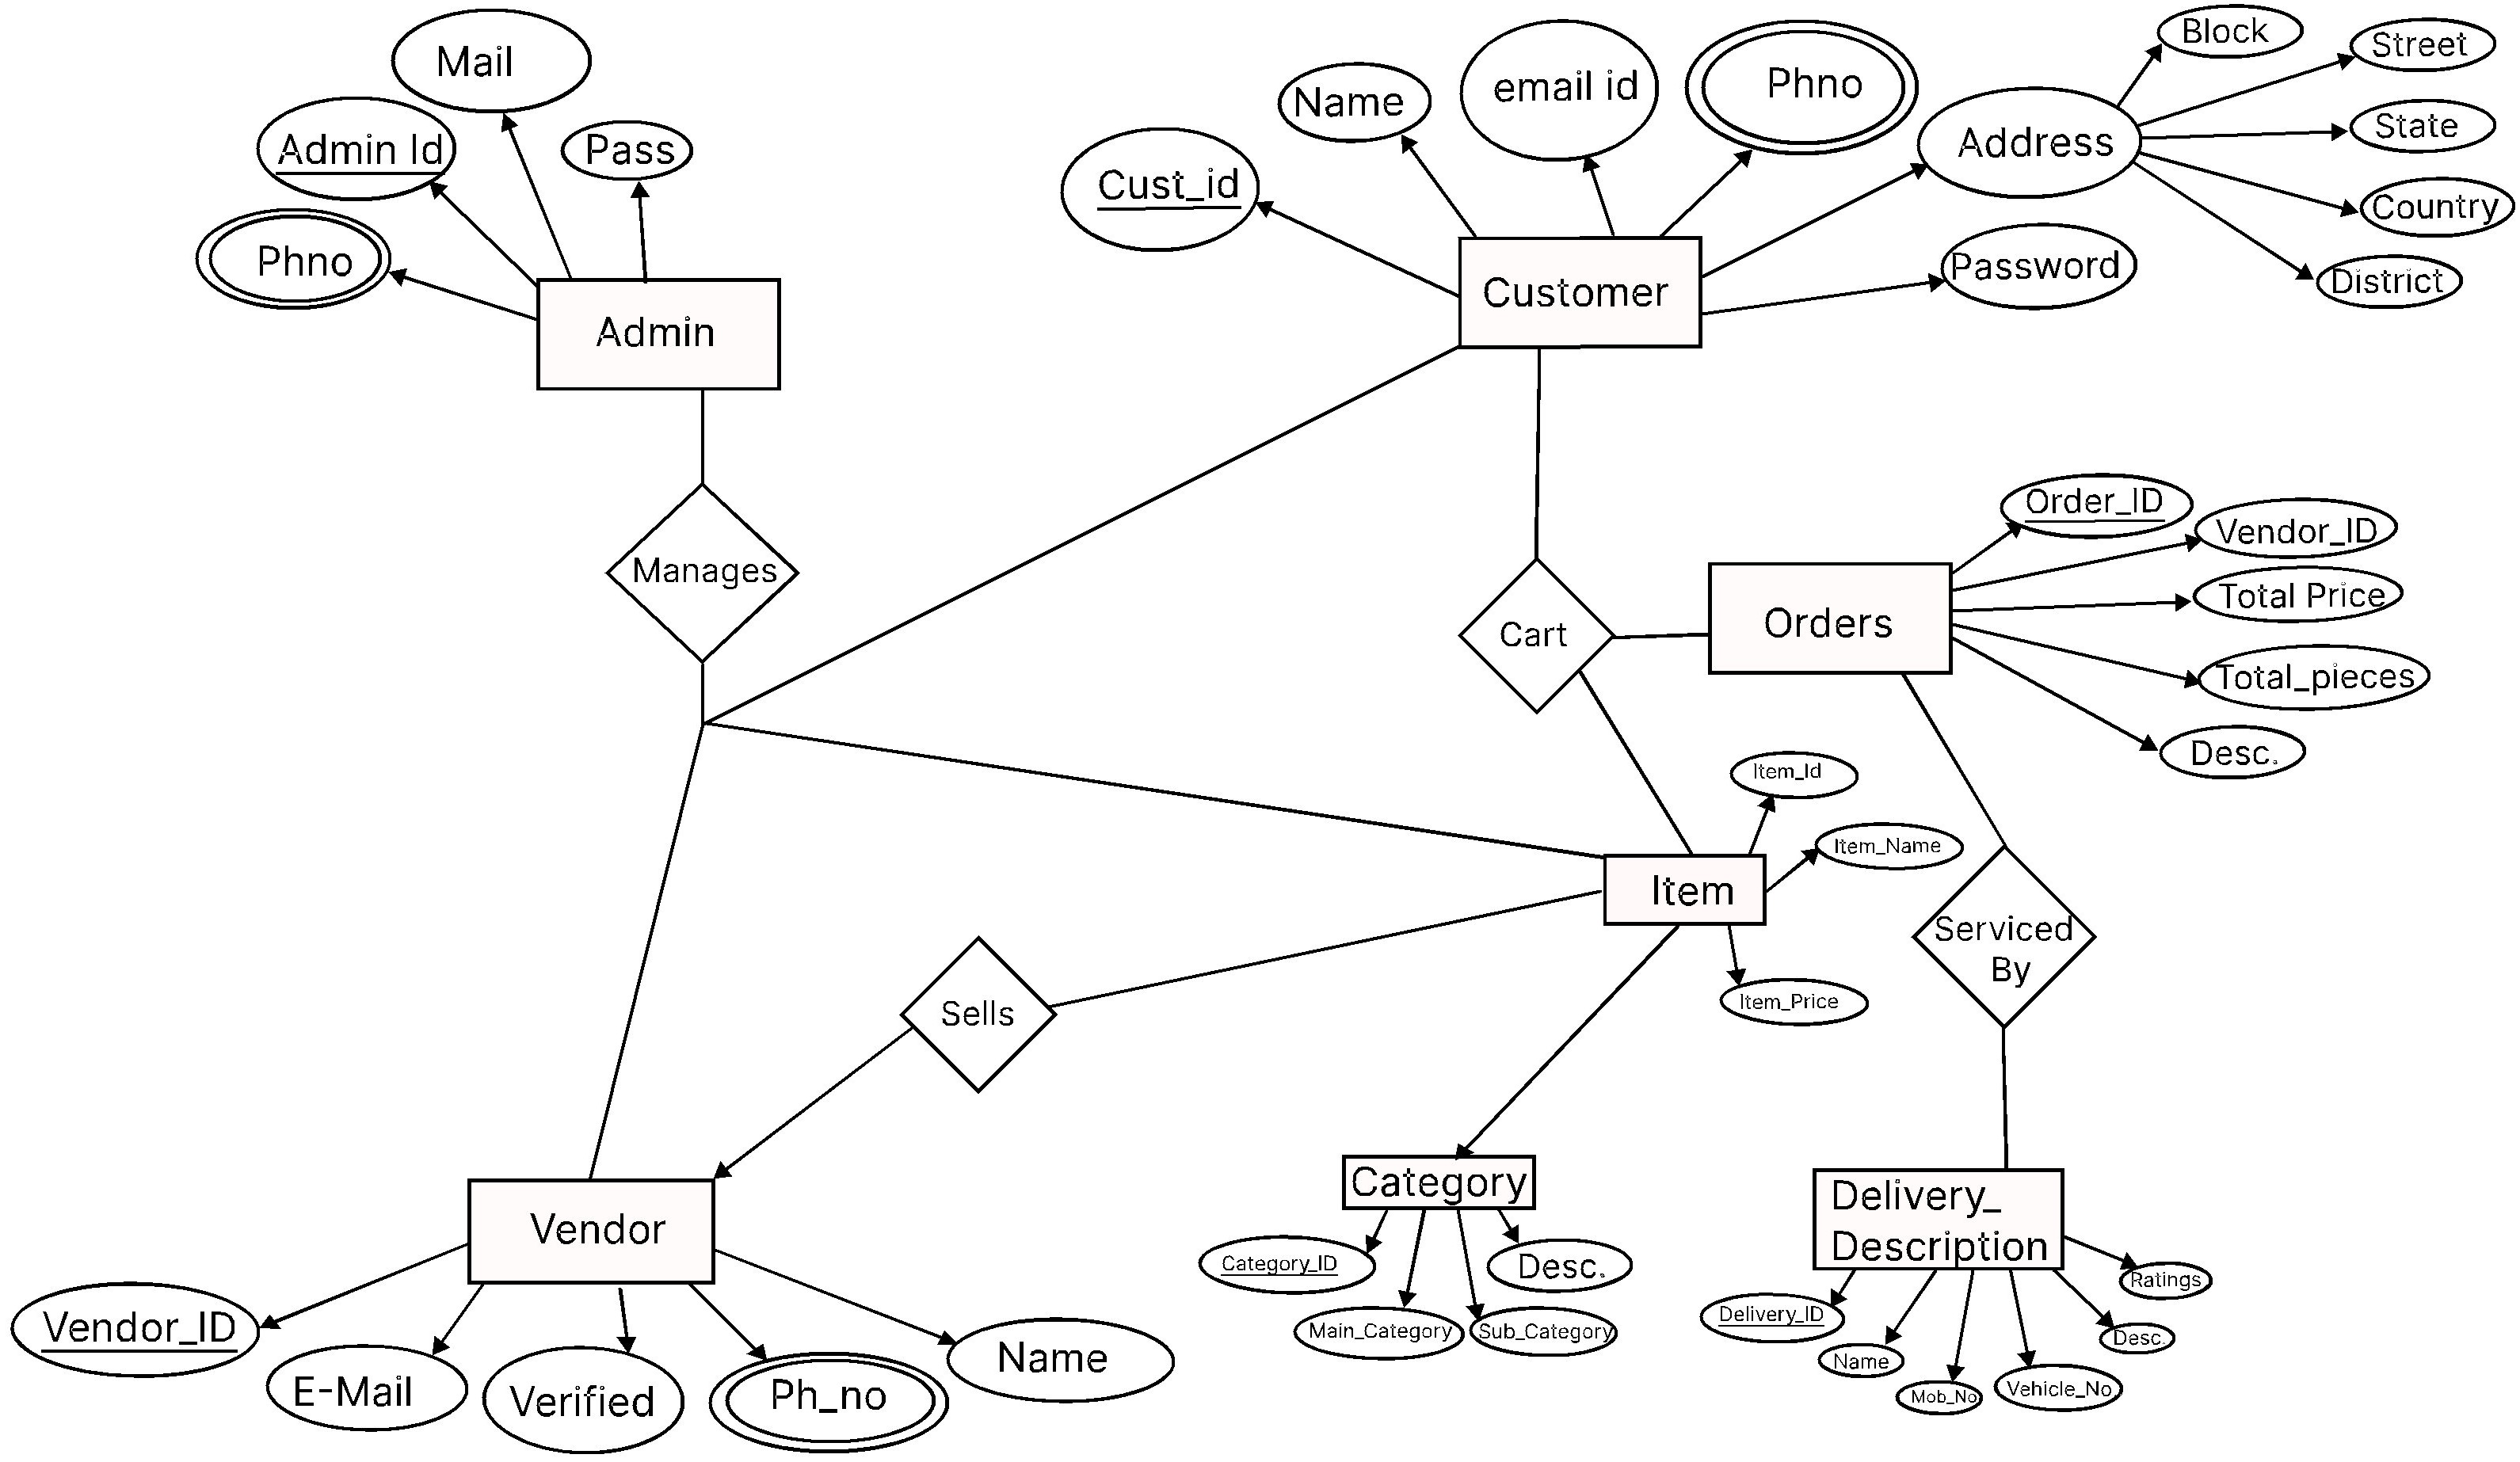 Mail
Admin Id
Pass
Phno
Admin
Manages
Name
email id
Phno
Cust_id
Customer
Address
Password
Block
Street
State
Country
District
Cart
Orders
Order_ID
Vendor_ID
Total Price
Total_pieces
Desc.
Item_Id
Item_Name
Item
Item_Price
Serviced
By
Sells
Vendor
Vendor_ID
E-Mail
Verified
Ph_no
Name
Category
Category_ID
Main_Category
Sub_Category
Desc.
Delivery_
Description
Delivery_ID
Name
Mob_No
Vehicle_No
Desc.
Ratings